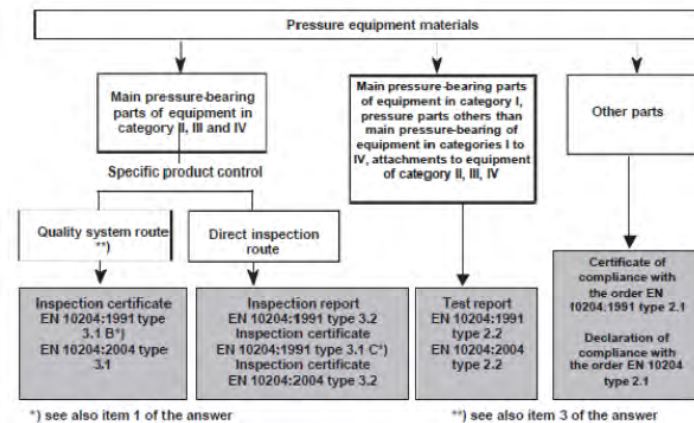 Pressure equipment materials
Main pressure-bearing
parts of equipment in
category II, III and IV
Main pressure-bearing parts
of equipment in category I,
pressure parts others than
main pressure-bearing of
equipment in categories I to
IV, attachments to equipment
of category II, III, IV
Other parts
Specific product control
Quality system route
**)
Direct inspection
route
Inspection certificate
EN 10204:1991 type
3.1 B*)
EN 10204:2004 type
3.1
Inspection report
EN 10204:1991 type 3.2
Inspection certificate
EN 10204:1991 type 3.1 C*)
Inspection certificate
EN 10204:2004 type 3.2
Test report
EN 10204:1991
type 2.2
EN 10204:2004
type 2.2
Certificate of
compliance with
the order EN
10204:1991 type 2.1
Declaration of
compliance with
the order EN 10204
type 2.1
*) see also item 1 of the answer
**) see also item 3 of the answer